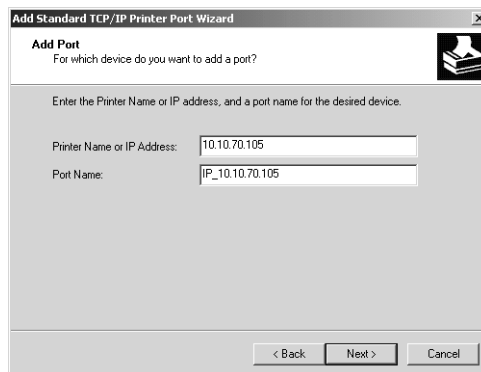 Add Standard TCP/IP Printer Port Wizard
Add Port
For which device do you want to add a port?
Enter the Printer Name or IP address, and a port name for the desired device.
Printer Name or IP Address: 10.10.70.105
Port Name: IP_10.10.70.105
< Back Next > Cancel